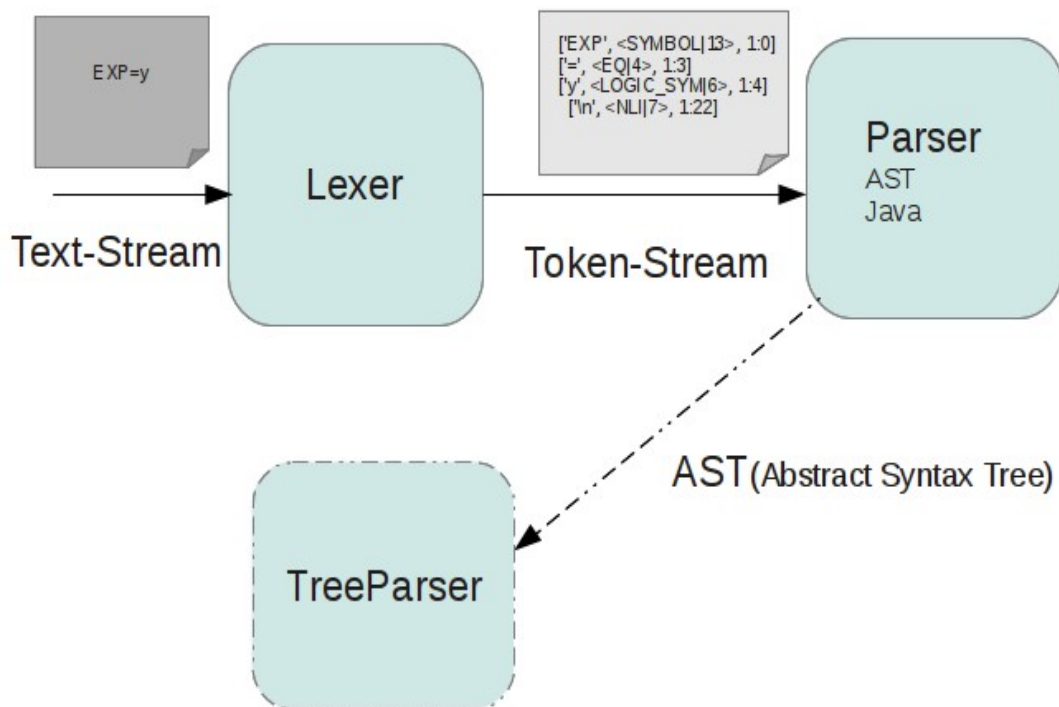 EXP=y
['EXP', <SYMBOL|13>, 1:0]
['=', <EQ|4>, 1:3]
['y', <LOGIC_SYM|6>, 1:4]
['\n', <NLI|7>, 1:22]
Lexer
Parser
AST
Java
Text-Stream
Token-Stream
AST(Abstract Syntax Tree)
TreeParser